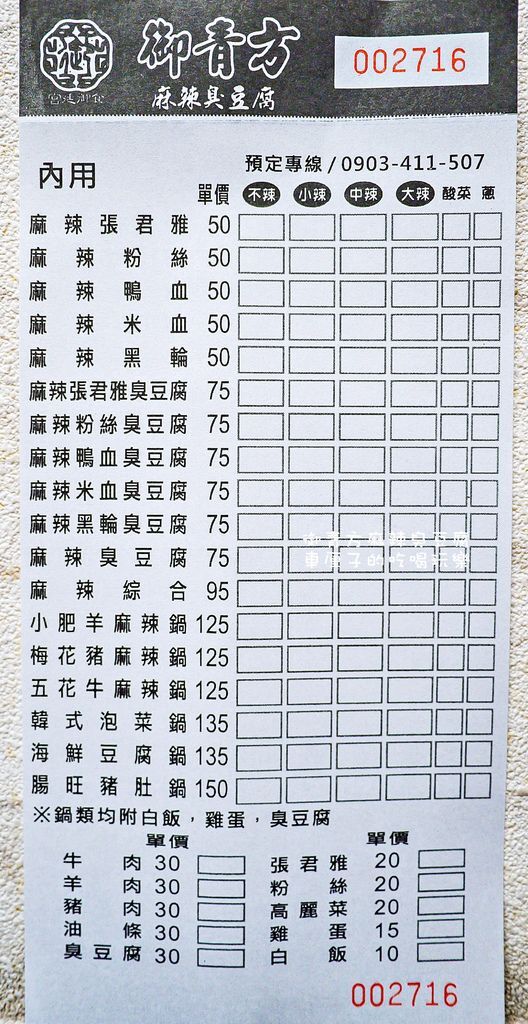 御青方
宮廷御伙
麻辣臭豆腐
002716
內用
預定專線/0903-411-507
單價 不辣 小辣 中辣 大辣 酸菜 蔥
麻辣張君雅 50
麻辣粉絲 50
麻辣鴨血 50
麻辣米血 50
麻辣黑輪 50
麻辣張君雅臭豆腐 75
麻辣粉絲臭豆腐 75
麻辣鴨血臭豆腐 75
麻辣米血臭豆腐 75
麻辣黑輪臭豆腐 75
御青方麻辣臭豆腐
麻辣臭豆腐 75
車厘子的吃喝玩樂
麻辣綜合 95
小肥羊麻辣鍋 125
梅花豬麻辣鍋 125
五花牛麻辣鍋 125
韓式泡菜鍋 135
海鮮豆腐鍋 135
腸旺豬肚鍋 150
※鍋類均附白飯，雞蛋，臭豆腐
單價 單價
牛肉 30 張君雅 20
羊肉 30 粉絲 20
豬肉 30 高麗菜 20
油條 30 雞蛋 15
臭豆腐 30 白飯 10
002716